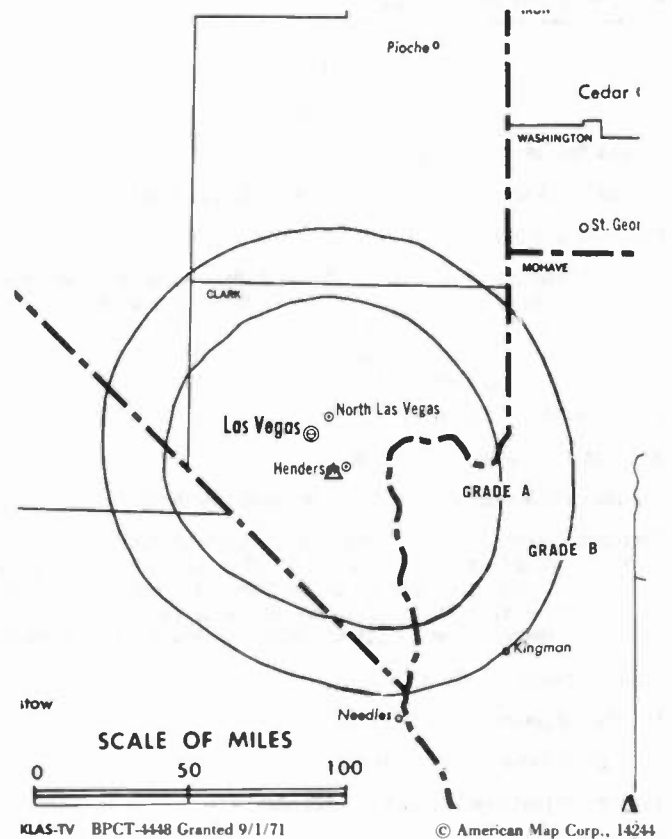 Pioche
Cedar
WASHINGTON
St. Geor
MOHAVE
CLARK
North Las Vegas
Las Vegas
Henders
GRADE A
GRADE B
Kingman
stow
Needles
SCALE OF MILES
0 50 100
KLAS-TV BPCT-4448 Granted 9/1/71 © American Map Corp., 14244